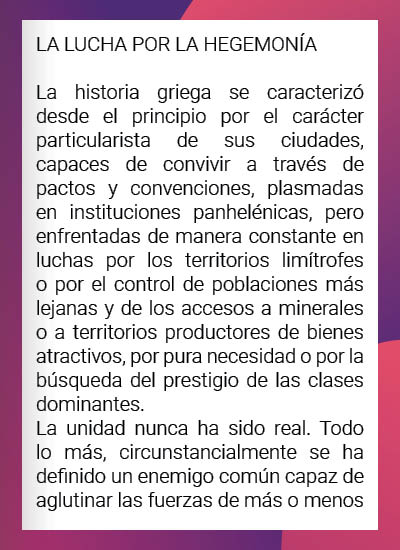 LA LUCHA POR LA HEGEMONÍA
La historia griega se caracterizó
desde el principio por el carácter
particularista de sus ciudades,
capaces de convivir a través de
pactos y convenciones, plasmadas
en instituciones panhelénicas, pero
enfrentadas de manera constante en
luchas por los territorios limítrofes
o por el control de poblaciones más
lejanas y de los accesos a minerales
o a territorios productores de bienes
atractivos, por pura necesidad o por la
búsqueda del prestigio de las clases
dominantes.
La unidad nunca ha sido real. Todo
lo más, circunstancialmente se ha
definido un enemigo común capaz de
aglutinar las fuerzas de más o menos